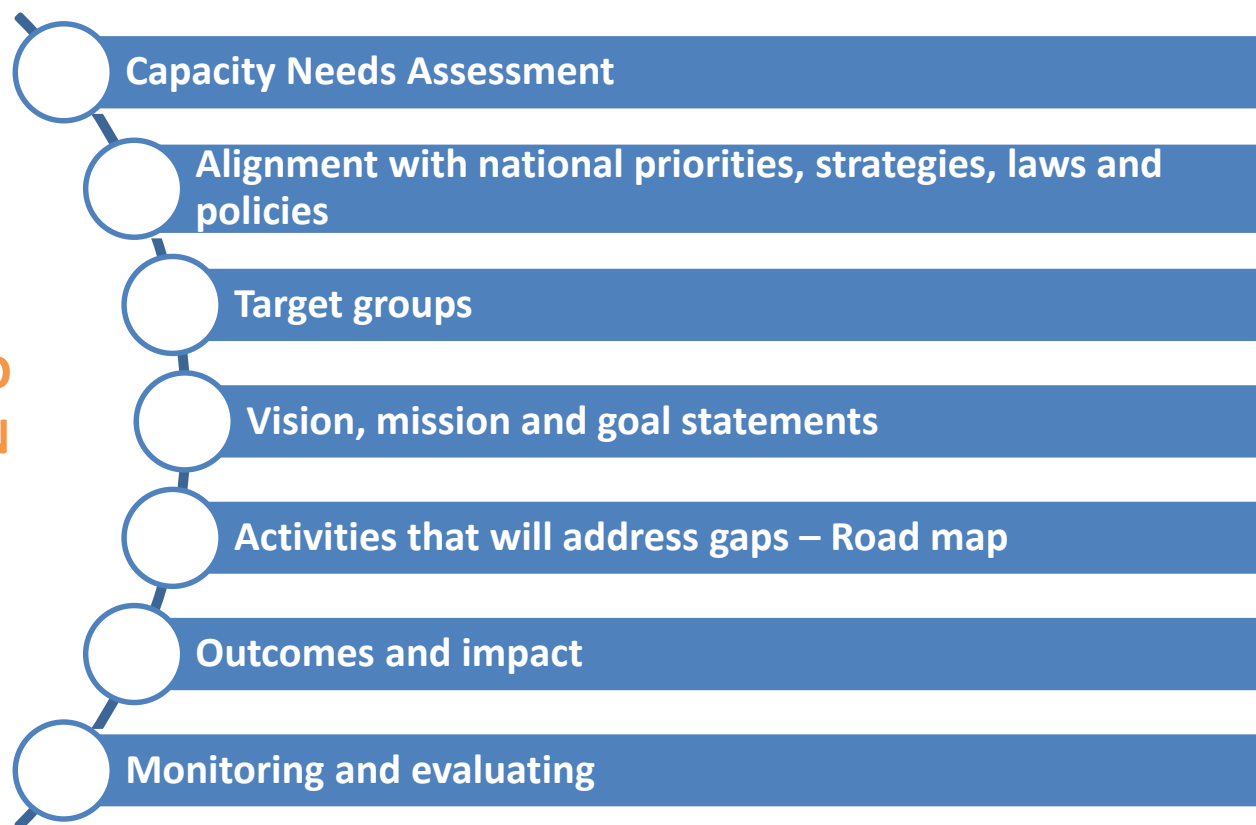 Capacity Needs Assessment
Alignment with national priorities, strategies, laws and
policies
Target groups
Vision, mission and goal statements
Activities that will address gaps – Road map
Outcomes and impact
Monitoring and evaluating